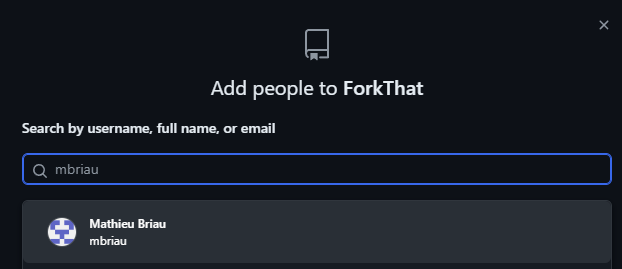 Add people to ForkThat
Search by username, full name, or email
mbriau
Mathieu Briau
mbriau